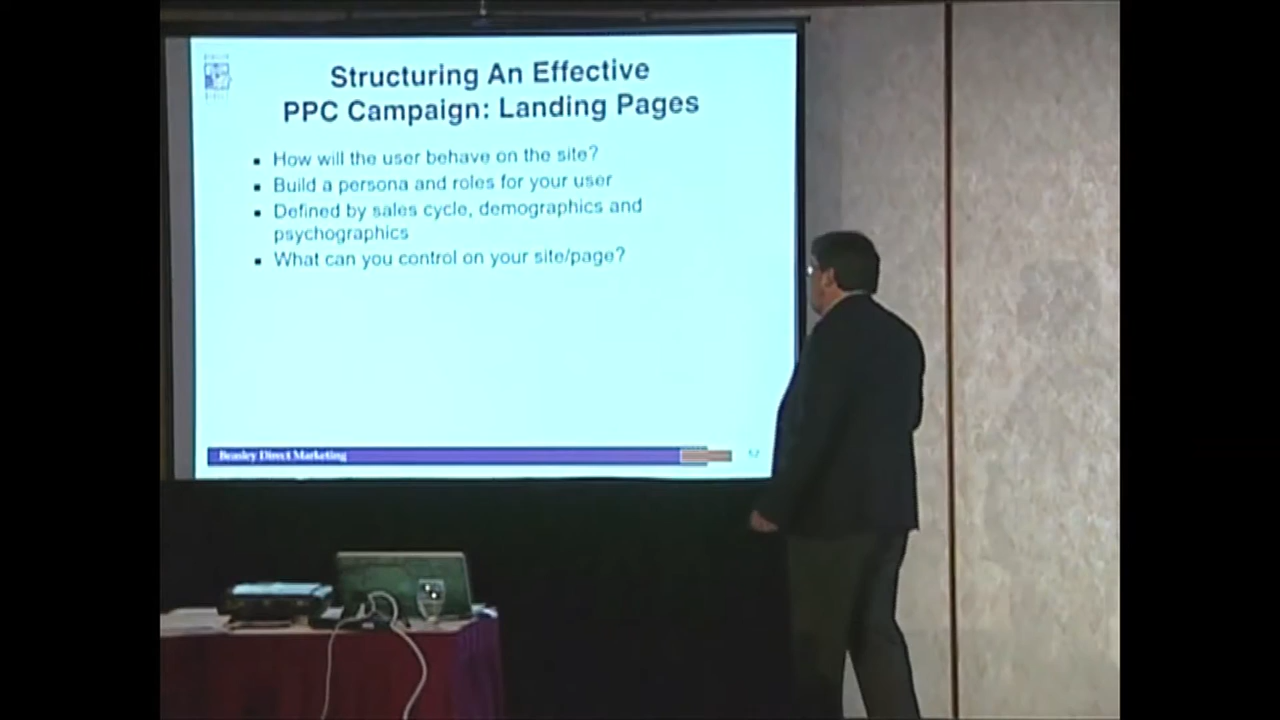 Structuring An Effective
PPC Campaign: Landing Pages
How will the user behave on the site?
Build a persona and roles for your user
Defined by sales cycle, demographics and
psychographics
What can you control on your site/page?
Beasley Direct Marketing